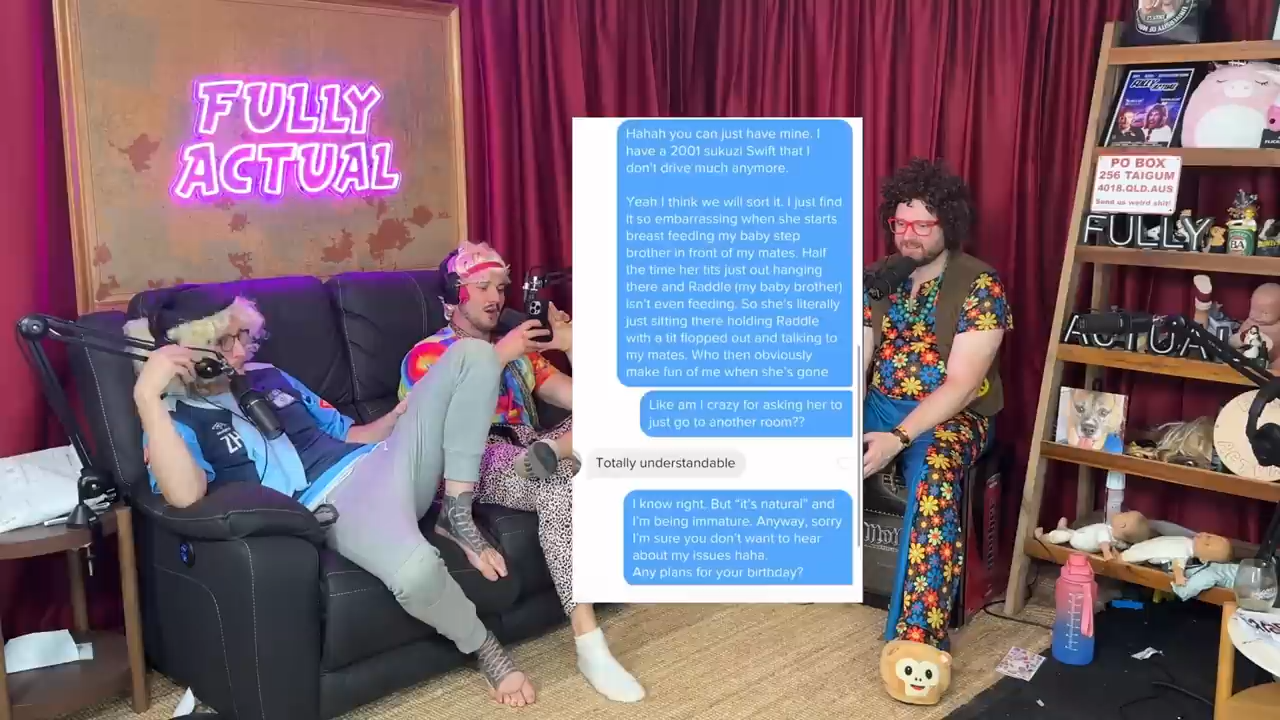 FULLY
ACTUAL
Hahah you can just have mine. I
have a 2001 sukuzi Swift that I
don't drive much anymore.
Yeah I think we will sort it. I just find
it so embarrassing when she starts
breast feeding my baby step
brother in front of my mates. Half
the time her tits just out hanging
there and Raddle (my baby brother)
isn't even feeding. So she's literally
just sitting there holding Raddle
with a tit flopped out and talking to
my mates. Who then obviously
make fun of me when she's gone
Like am I crazy for asking her to
just go to another room??
Totally understandable
I know right. But "it's natural" and
I'm being immature. Anyway, sorry
I'm sure you don't want to hear
about my issues haha.
Any plans for your birthday?
FULLY
PO BOX
256 TAIGUM
4018.QLD.AUS
Send us weird shit!
FULLY
ACTUAL